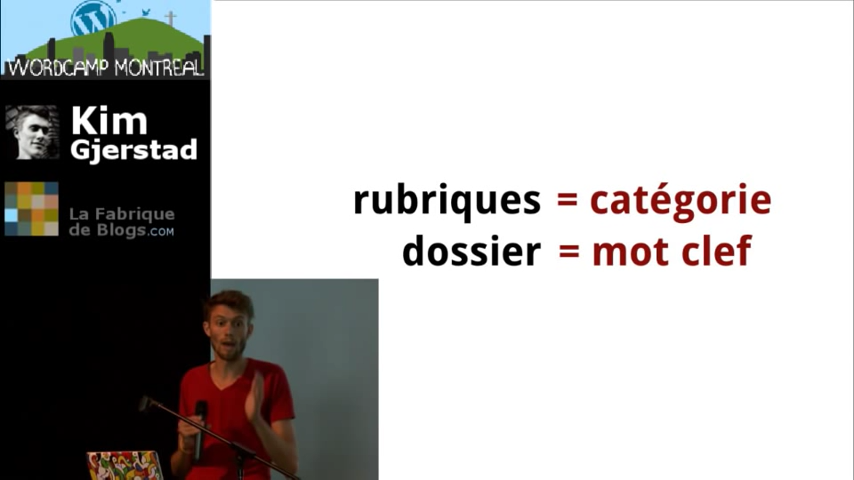 WORDCAMP MONTREAL
Kim
Gjerstad
La Fabrique
de Blogs.COM
rubriques = catégorie
dossier = mot clef